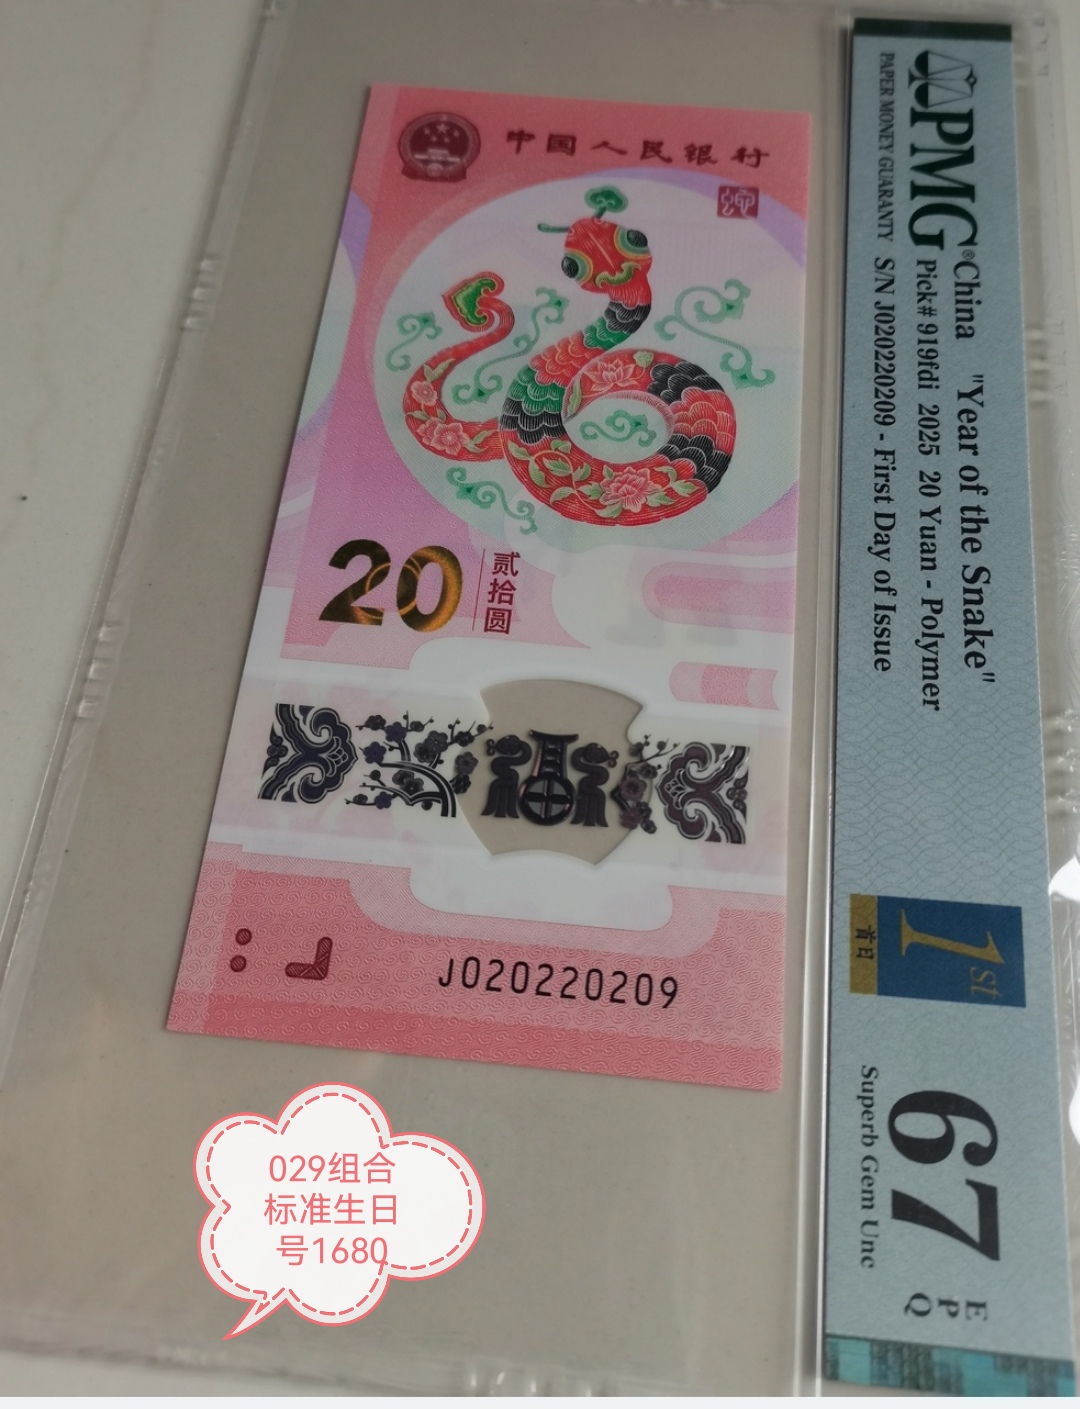 中国人民银行
20
贰拾圆
J020220209
PMG
PAPER MONEY GUARANTY
®China "Year of the Snake"
Pick# 919fdi 2025 20 Yuan - Polymer
S/N J020220209 - First Day of Issue
1st
首日
67
EPQ
Superb Gem Unc
029组合
标准生日
号1680